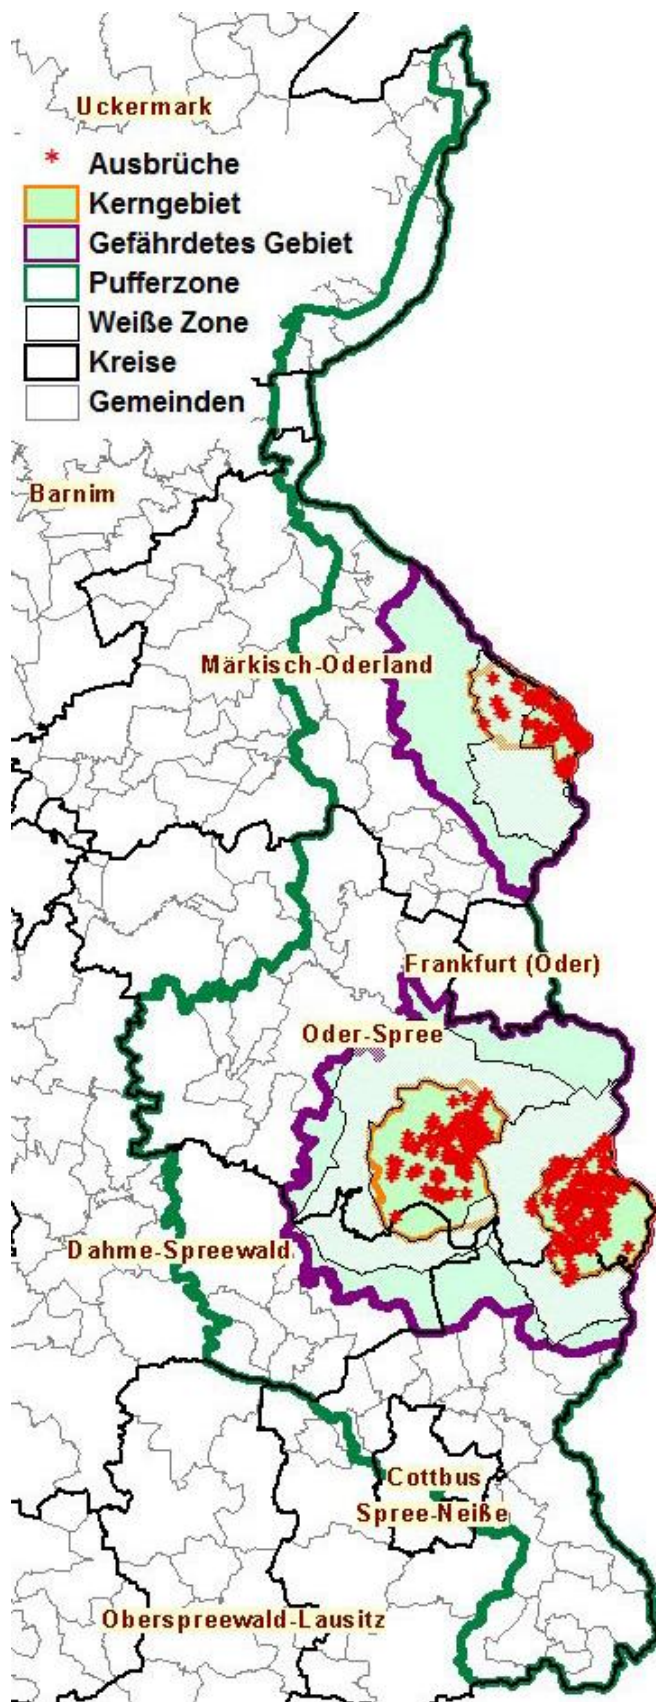 Uckermark
* Ausbrüche
Kerngebiet
Gefährdetes Gebiet
Pufferzone
Weiße Zone
Kreise
Gemeinden
Barnim
Märkisch-Oderland
Frankfurt (Oder)
Oder-Spree
Dahme-Spreewald
Cottbus
Spree-Neiße
Oberspreewald-Lausitz